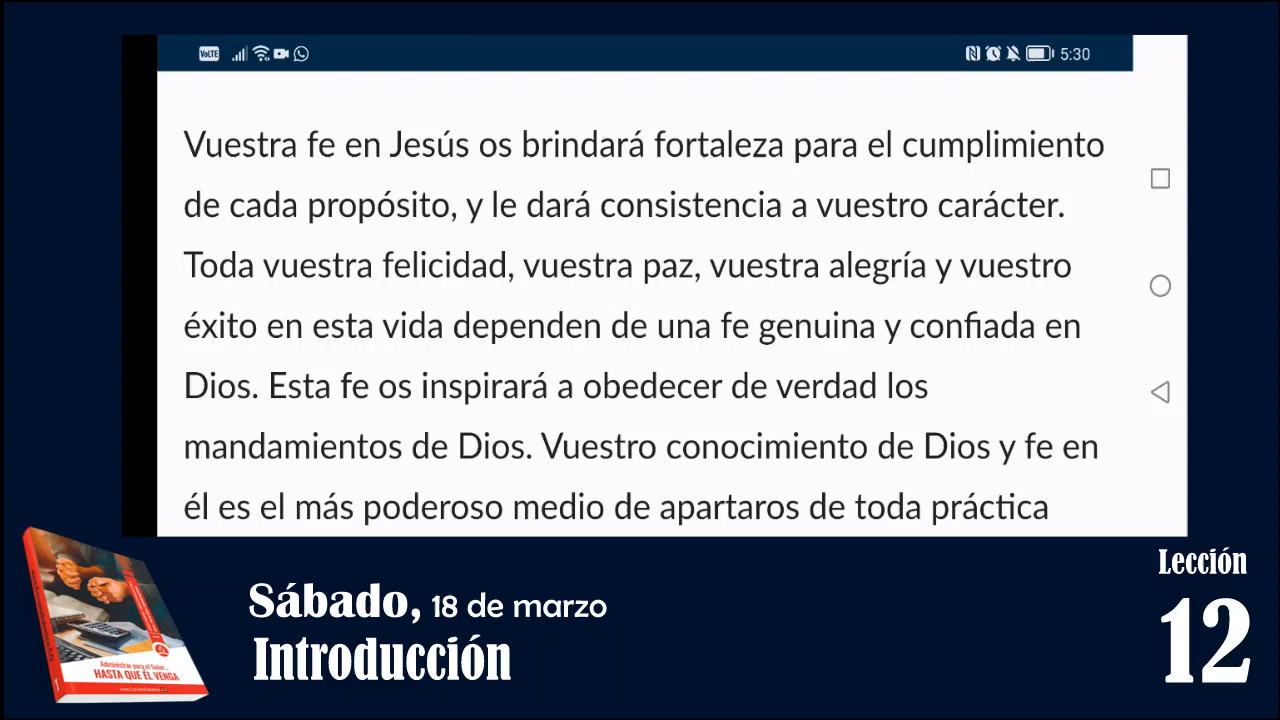 VoLTE
5:30
Vuestra fe en Jesús os brindará fortaleza para el cumplimiento
de cada propósito, y le dará consistencia a vuestro carácter.
Toda vuestra felicidad, vuestra paz, vuestra alegría y vuestro
éxito en esta vida dependen de una fe genuina y confiada en
Dios. Esta fe os inspirará a obedecer de verdad los
mandamientos de Dios. Vuestro conocimiento de Dios y fe en
él es el más poderoso medio de apartaros de toda práctica
Administrar para el Señor...
HASTA QUE ÉL VENGA
1
Sábado, 18 de marzo
Introducción
Lección
12